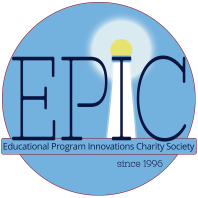 EPIC
Educational Program Innovations Charity Society
since 1996